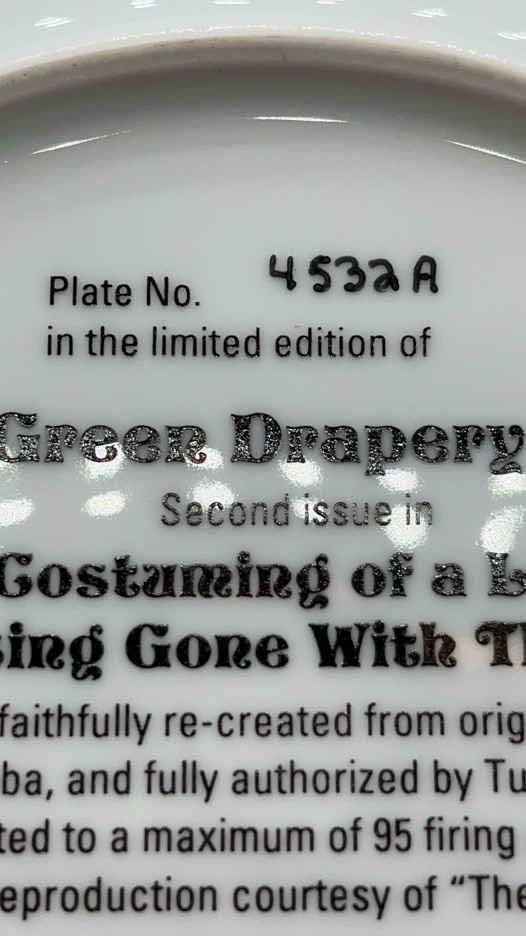 Plate No. 4532A
in the limited edition of
Green Drapery
Second issue in
Costuming of a
Gone With
faithfully re-created from
and fully authorized by
to a maximum of 95 firing
courtesy of “The